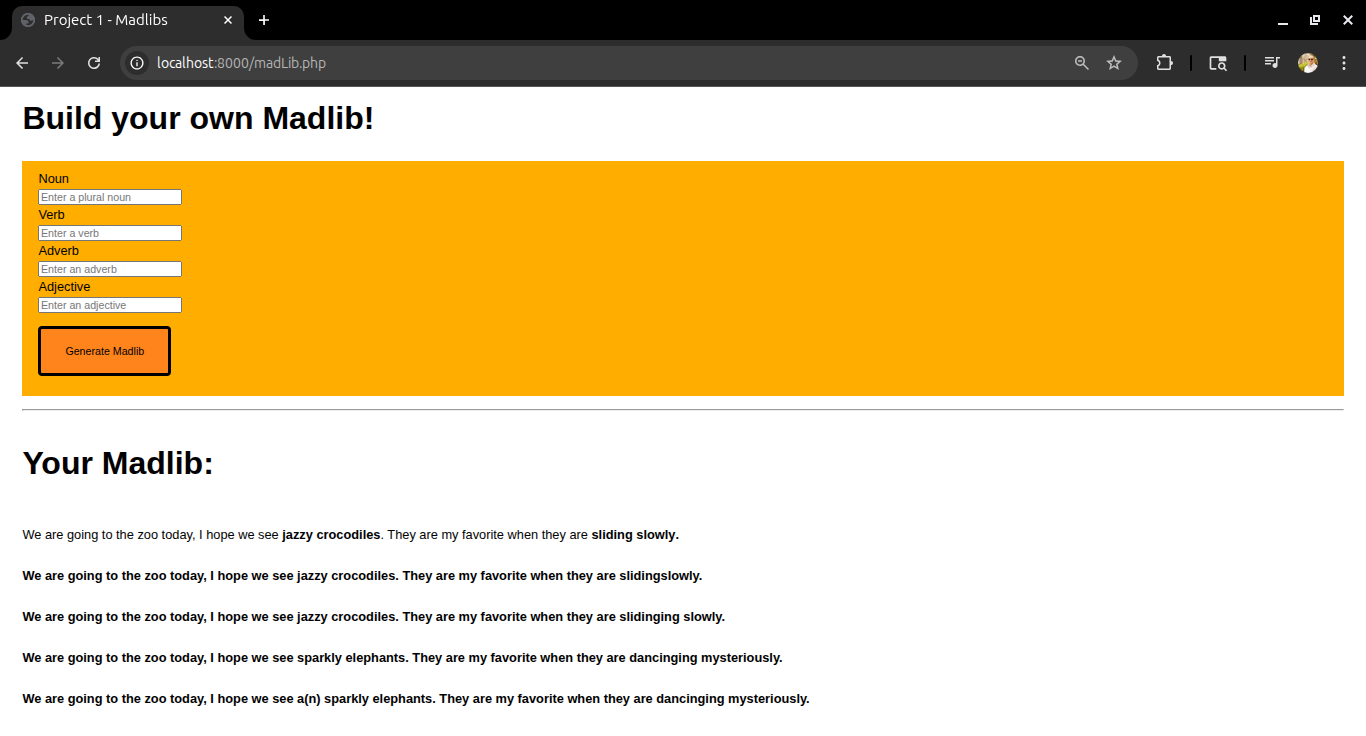 Project 1 - Madlibs
localhost:8000/madLib.php
Build your own Madlib!
Noun
Enter a plural noun
Verb
Enter a verb
Adverb
Enter an adverb
Adjective
Enter an adjective
Generate Madlib
Your Madlib:
We are going to the zoo today, I hope we see jazzy crocodiles. They are my favorite when they are sliding slowly.
We are going to the zoo today, I hope we see jazzy crocodiles. They are my favorite when they are slidingslowly.
We are going to the zoo today, I hope we see jazzy crocodiles. They are my favorite when they are slidinging slowly.
We are going to the zoo today, I hope we see sparkly elephants. They are my favorite when they are dancinging mysteriously.
We are going to the zoo today, I hope we see a(n) sparkly elephants. They are my favorite when they are dancinging mysteriously.